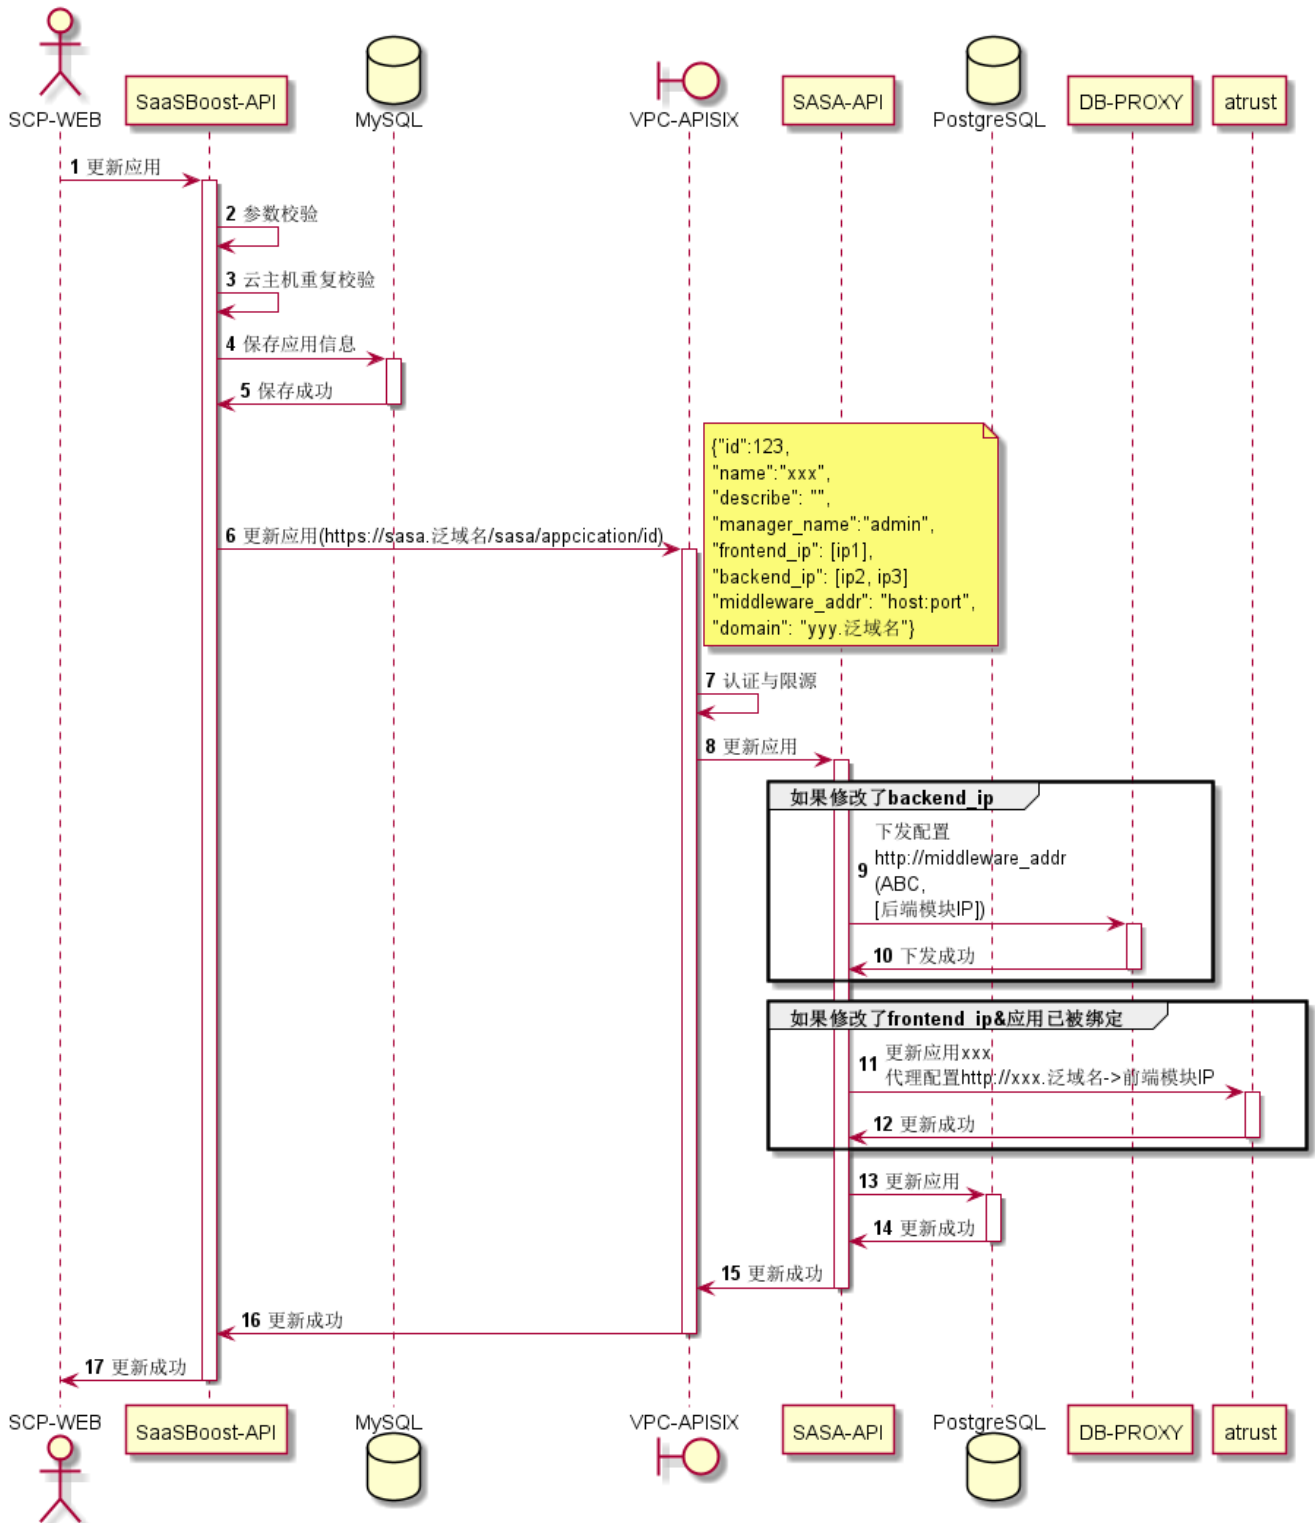 SCP-WEB
SaaSBoost-API
MySQL
VPC-APISIX
SASA-API
PostgreSQL
DB-PROXY
atrust
1 更新应用
2 参数校验
3 云主机重复校验
4 保存应用信息
5 保存成功
{"id":123,
"name":"xxx",
"describe": "",
"manager_name":"admin",
"frontend_ip": [ip1],
"backend_ip": [ip2, ip3]
"middleware_addr": "host:port",
"domain": "yyy.泛域名"}
6 更新应用(https://sasa.泛域名/sasa/appcication/id)
7 认证与限源
8 更新应用
如果修改了backend_ip
9 下发配置
http://middleware_addr
(ABC,
[后端模块IP])
10 下发成功
如果修改了frontend_ip&应用已被绑定
11 更新应用xxx
代理配置http://xxx.泛域名->前端模块IP
12 更新成功
13 更新应用
14 更新成功
15 更新成功
16 更新成功
17 更新成功
SCP-WEB
SaaSBoost-API
MySQL
VPC-APISIX
SASA-API
PostgreSQL
DB-PROXY
atrust